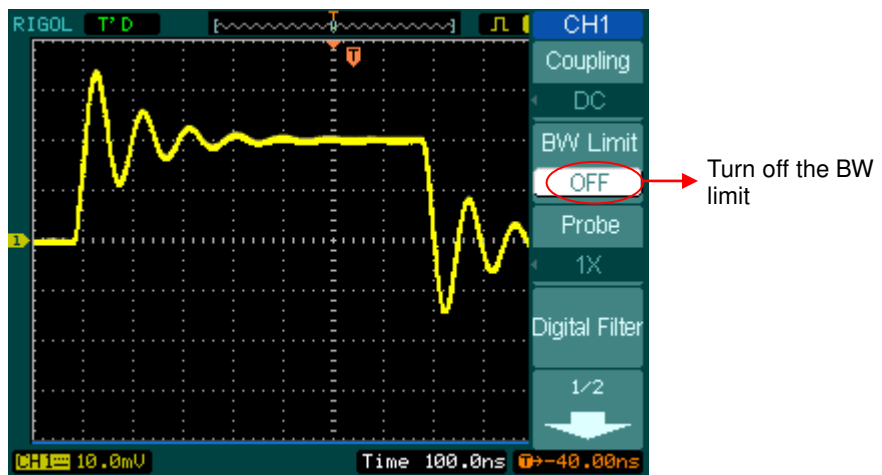 RIGOL T'D T CH1
T
Coupling
DC
BW Limit
OFF
Turn off the BW
limit
Probe
1
1X
Digital Filter
1/2
CH1 10.0mV Time 100.0ns T→-40.00ns